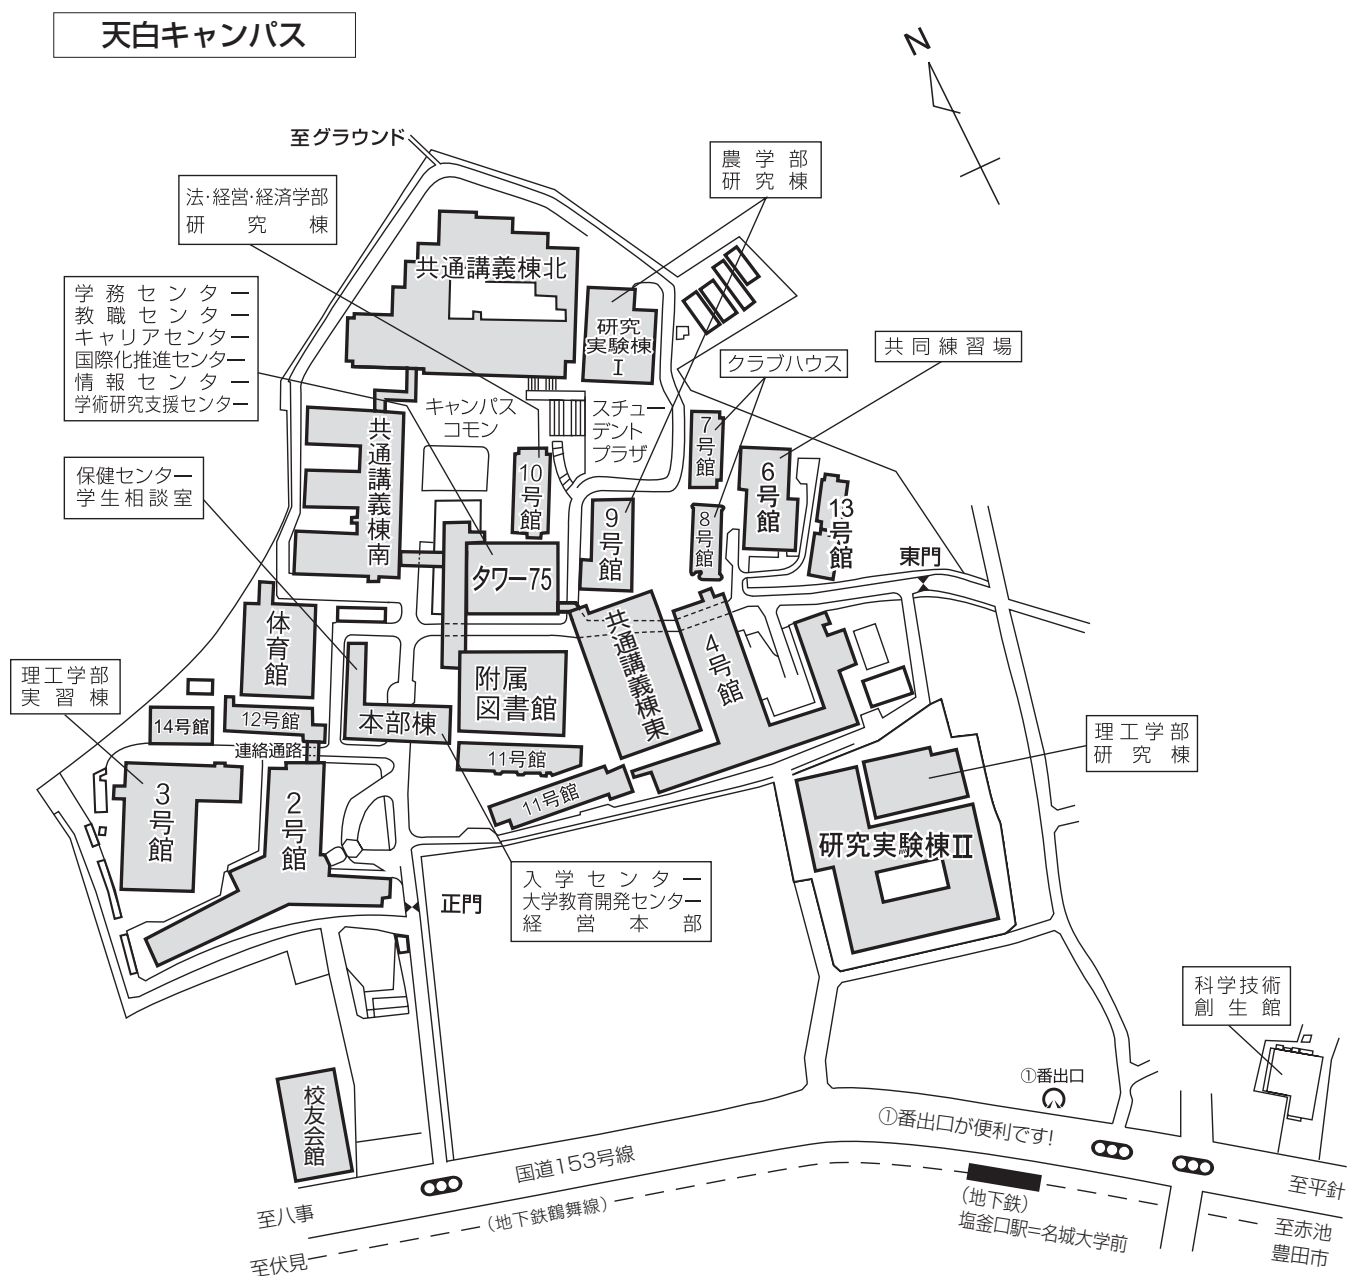 天白キャンパス
N
至グラウンド
農学部
研究棟
法・経営・経済学部
研究棟
共通講義棟北
学務センター
教職センター
キャリアセンター
国際化推進センター
情報センター
学術研究支援センター
研究
実験棟
I
共同練習場
クラブハウス
キャンパス
コモン
スチュー
デント
プラザ
共通講義棟南
7号館
6号館
10号館
保健センター
学生相談室
9号館
8号館
13号館
東門
タワー75
体育館
共通講義棟東
4号館
理工学部
実習棟
附属
図書館
14号館
12号館
本部棟
連絡通路
11号館
11号館
理工学部
研究棟
3号館
2号館
研究実験棟II
入学センター
大学教育開発センター
経営本部
正門
科学技術
創生館
校友会館
①番出口
①番出口が便利です!
国道153号線
至八事
(地下鉄鶴舞線)
至伏見
(地下鉄)
塩釜口駅=名城大学前
至平針
至赤池
豊田市